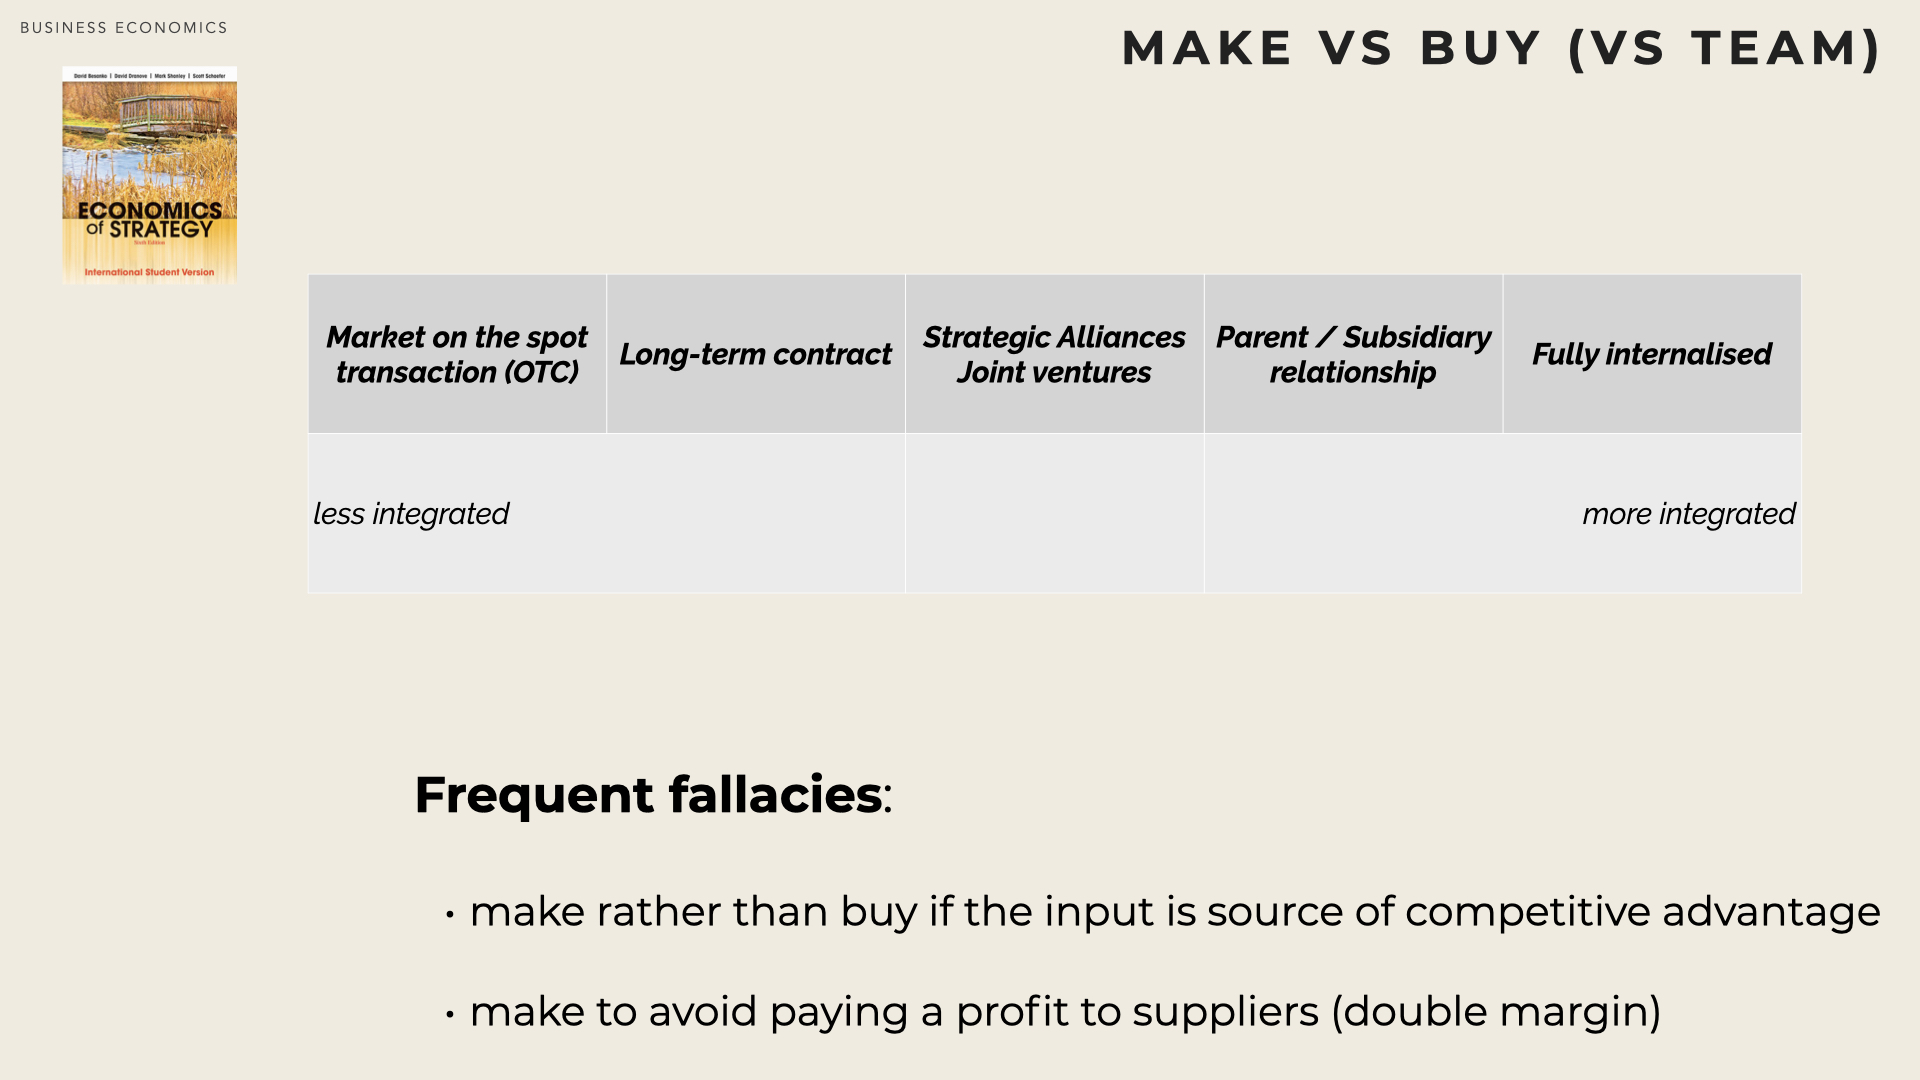 BUSINESS ECONOMICS
MAKE VS BUY (VS TEAM)
David Besanko | David Dranove | Mark Shanley | Scott Schaefer
ECONOMICS
of STRATEGY
Sixth Edition
International Student Version
Market on the spot
transaction (OTC)
Long-term contract
Strategic Alliances
Joint ventures
Parent / Subsidiary
relationship
Fully internalised
less integrated
more integrated
Frequent fallacies:
• make rather than buy if the input is source of competitive advantage
• make to avoid paying a profit to suppliers (double margin)